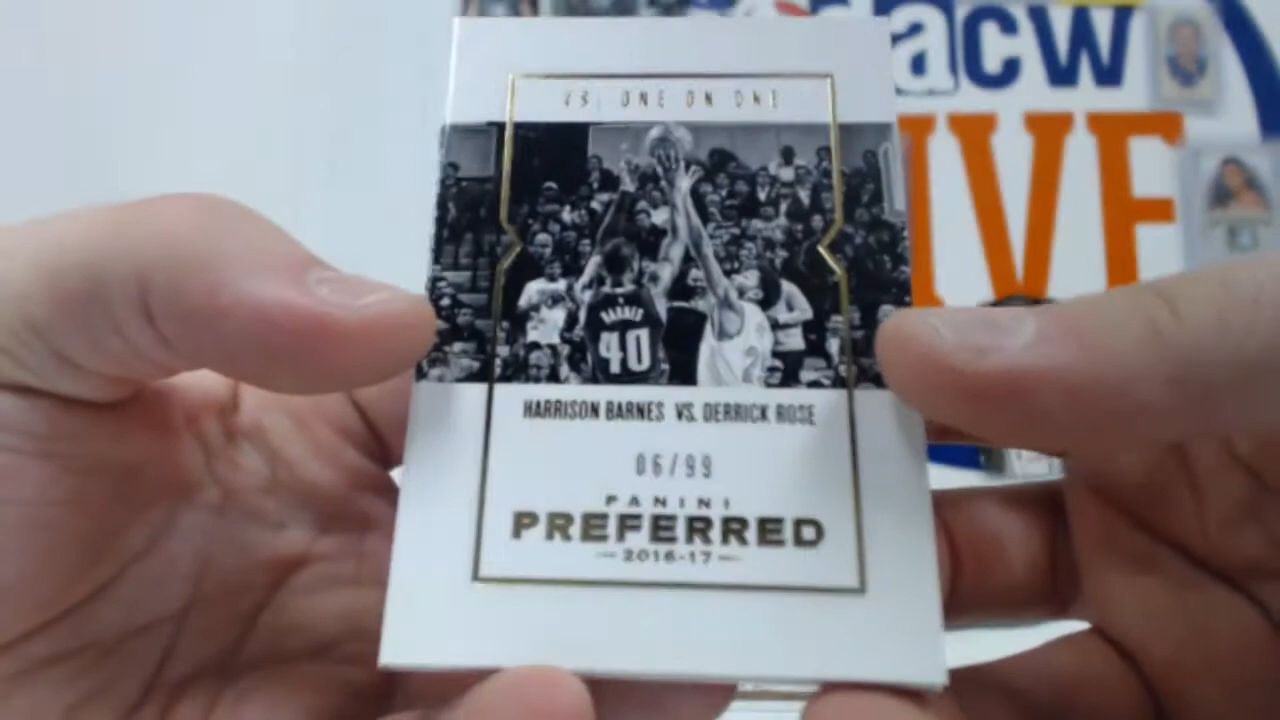 acw
IVE
VS. ONE ON ONE
BARNES
40
HARRISON BARNES VS. DERRICK ROSE
06/99
PANINI
PREFERRED
2016-17